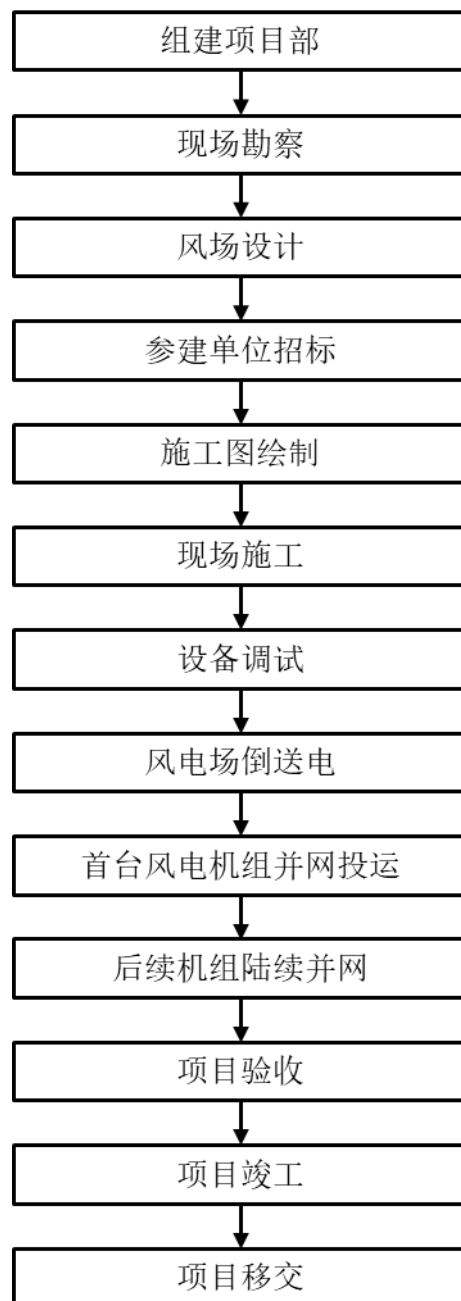 组建项目部
现场勘察
风场设计
参建单位招标
施工图绘制
现场施工
设备调试
风电场倒送电
首台风电机组并网投运
后续机组陆续并网
项目验收
项目竣工
项目移交